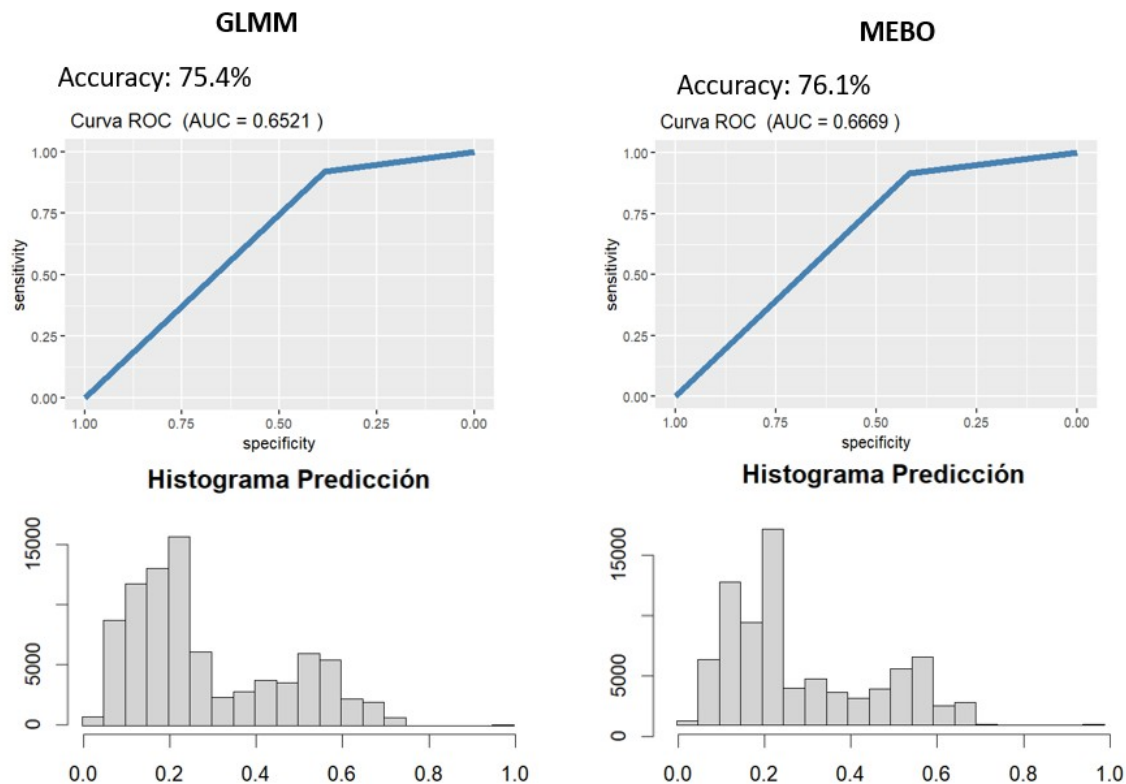 GLMM
Accuracy: 75.4%
Curva ROC (AUC = 0.6521 )
1.00
0.75
0.50
0.25
0.00
sensitivity
1.00 0.75 0.50 0.25 0.00
specificity
Histograma Predicción
15000
5000
0
0.0 0.2 0.4 0.6 0.8 1.0
MEBO
Accuracy: 76.1%
Curva ROC (AUC = 0.6669 )
1.00
0.75
0.50
0.25
0.00
sensitivity
1.00 0.75 0.50 0.25 0.00
specificity
Histograma Predicción
15000
5000
0
0.0 0.2 0.4 0.6 0.8 1.0